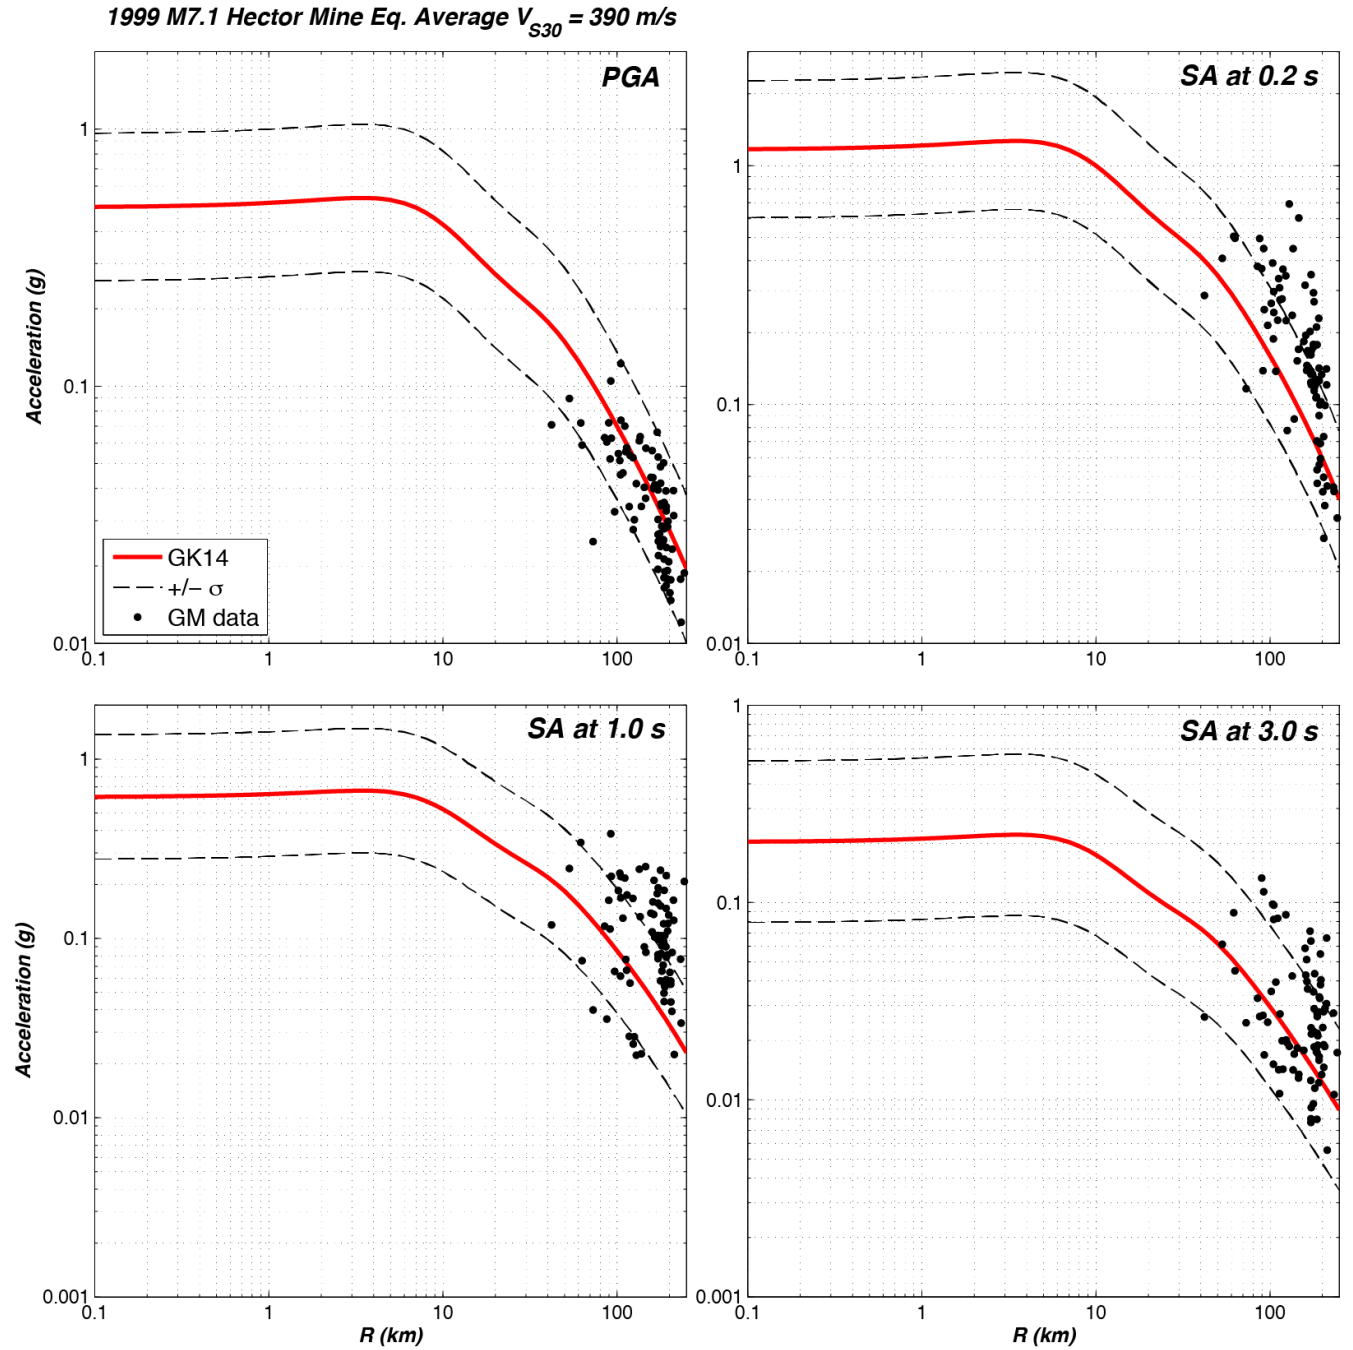 1999 M7.1 Hector Mine Eq. Average VS30 = 390 m/s
PGA
1
0.1
0.01
Acceleration (g)
GK14
+/− σ
GM data
0.1 1 10 100
SA at 0.2 s
1
0.1
0.01
0.1 1 10 100
SA at 1.0 s
1
0.1
0.01
0.001
Acceleration (g)
0.1 1 10 100
R (km)
SA at 3.0 s
1
0.1
0.01
0.001
0.1 1 10 100
R (km)